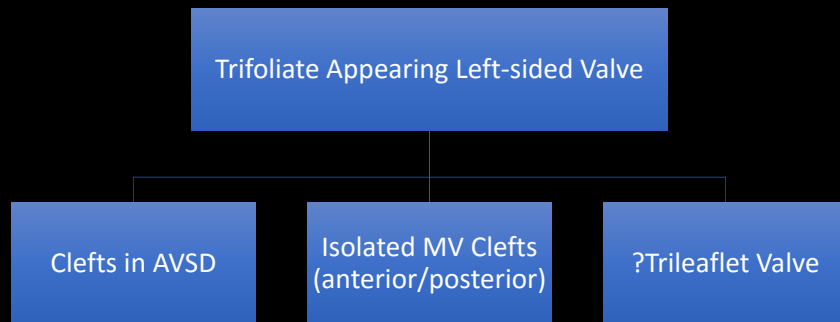 Trifoliate Appearing Left-sided Valve
Clefts in AVSD
Isolated MV Clefts
(anterior/posterior)
?Trileaflet Valve